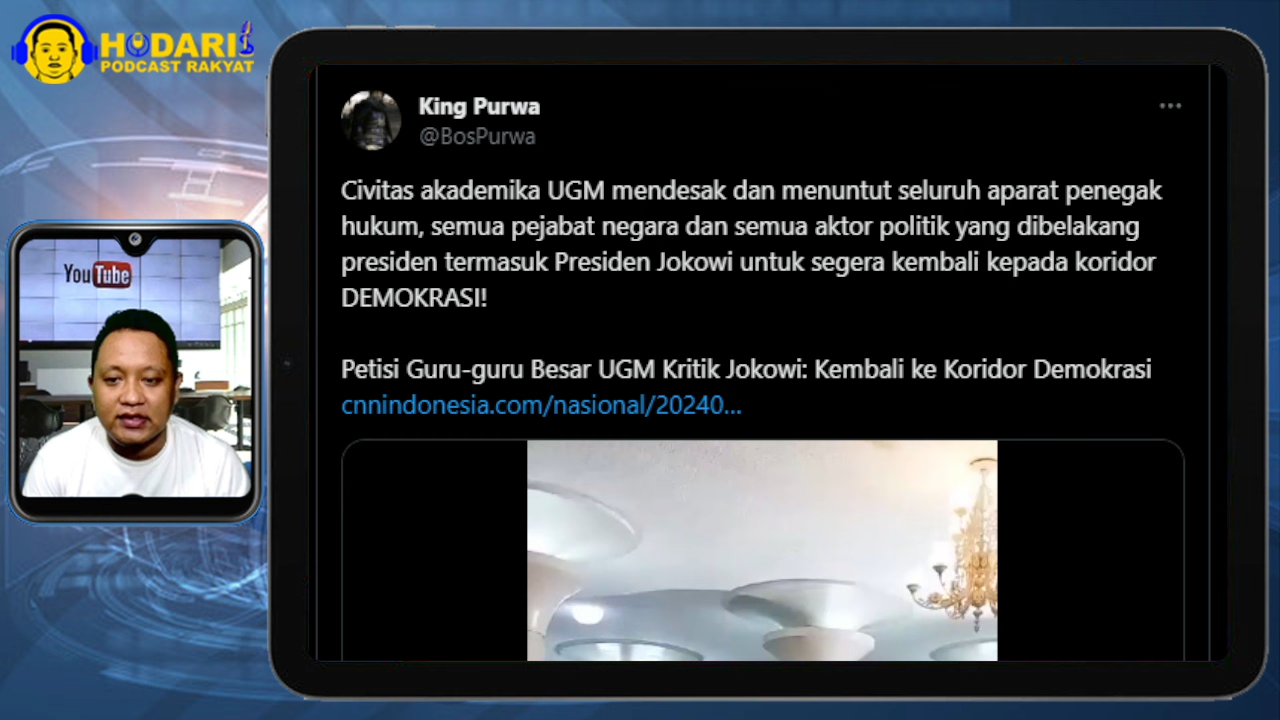 HODARI
PODCAST RAKYAT
YouTube
King Purwa
@BosPurwa
Civitas akademika UGM mendesak dan menuntut seluruh aparat penegak
hukum, semua pejabat negara dan semua aktor politik yang dibelakang
presiden termasuk Presiden Jokowi untuk segera kembali kepada koridor
DEMOKRASI!
Petisi Guru-guru Besar UGM Kritik Jokowi: Kembali ke Koridor Demokrasi
cnnindonesia.com/nasional/20240...